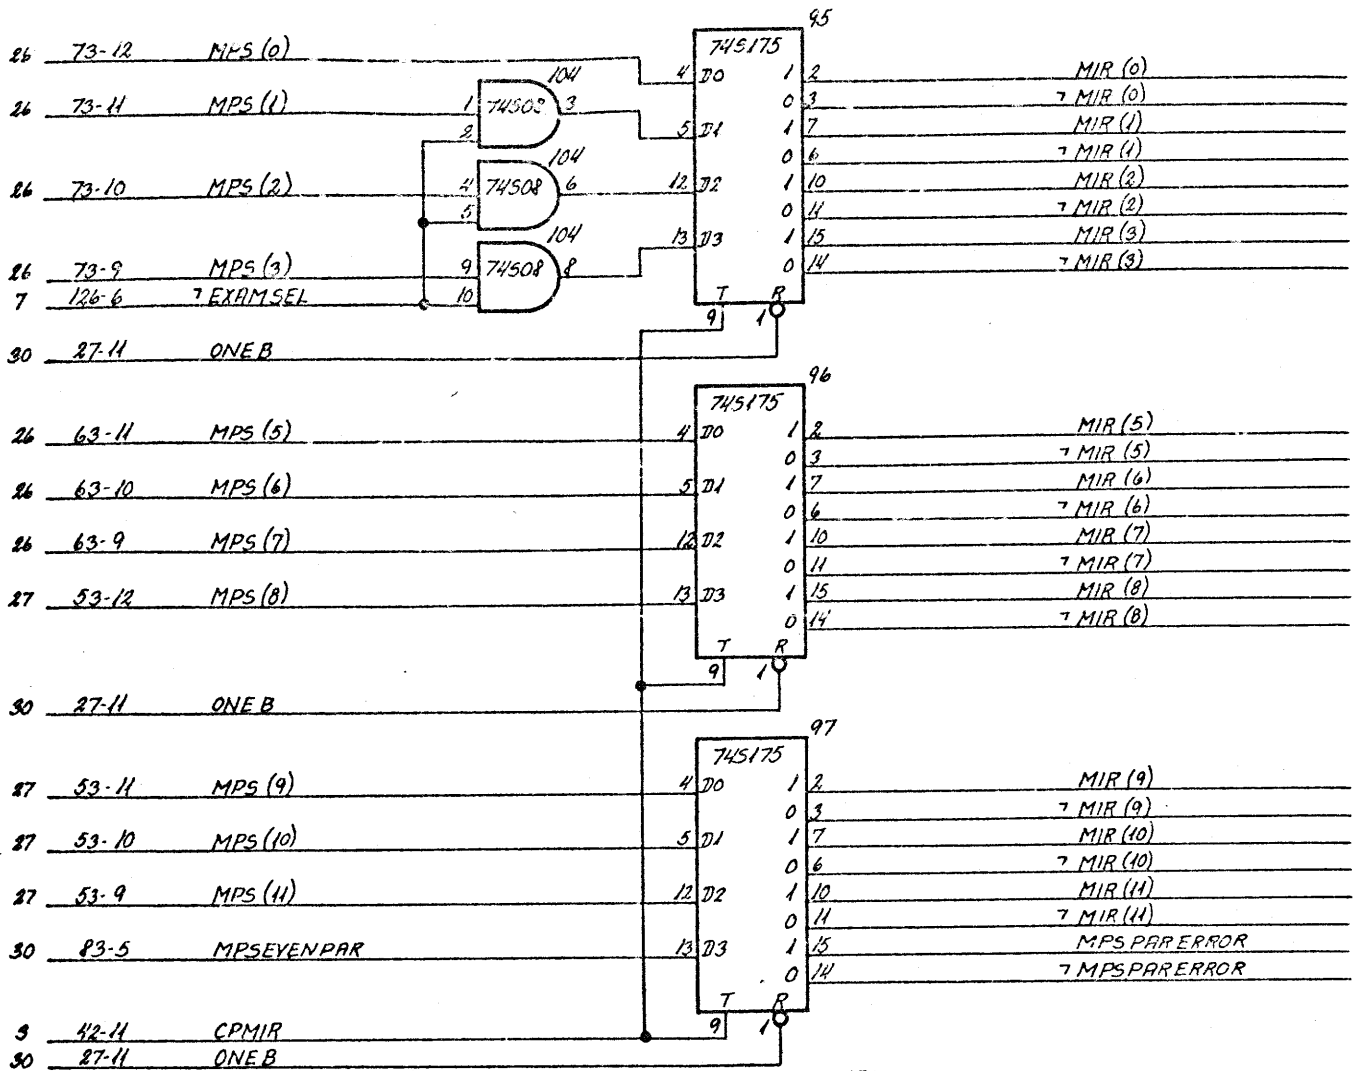 95
74S175
26 73-12 MPS (0) 4 D0 1 2 MIR (0)
104
0 3 ¬ MIR (0)
26 73-11 MPS (1) 1 74S08 3 5 D1 1 7 MIR (1)
2
104
0 6 ¬ MIR (1)
26 73-10 MPS (2) 4 74S08 6 12 D2 1 10 MIR (2)
5
104
0 11 ¬ MIR (2)
13 D3 1 15 MIR (3)
26 73-9 MPS (3) 9 74S08 8 0 14 ¬ MIR (3)
7 126-6 ¬ EXAMSEL 10 T R
9 1
30 27-11 ONE B
96
74S175
26 63-11 MPS (5) 4 D0 1 2 MIR (5)
0 3 ¬ MIR (5)
26 63-10 MPS (6) 5 D1 1 7 MIR (6)
0 6 ¬ MIR (6)
26 63-9 MPS (7) 12 D2 1 10 MIR (7)
0 11 ¬ MIR (7)
27 53-12 MPS (8) 13 D3 1 15 MIR (8)
0 14 ¬ MIR (8)
T R
9 1
30 27-11 ONE B
97
74S175
27 53-11 MPS (9) 4 D0 1 2 MIR (9)
0 3 ¬ MIR (9)
27 53-10 MPS (10) 5 D1 1 7 MIR (10)
0 6 ¬ MIR (10)
27 53-9 MPS (11) 12 D2 1 10 MIR (11)
0 11 ¬ MIR (11)
30 83-5 MPSEVENPAR 13 D3 1 15 MPSPARERROR
0 14 ¬ MPSPARERROR
T R
3 42-11 CPMIR 9 1
30 27-11 ONE B